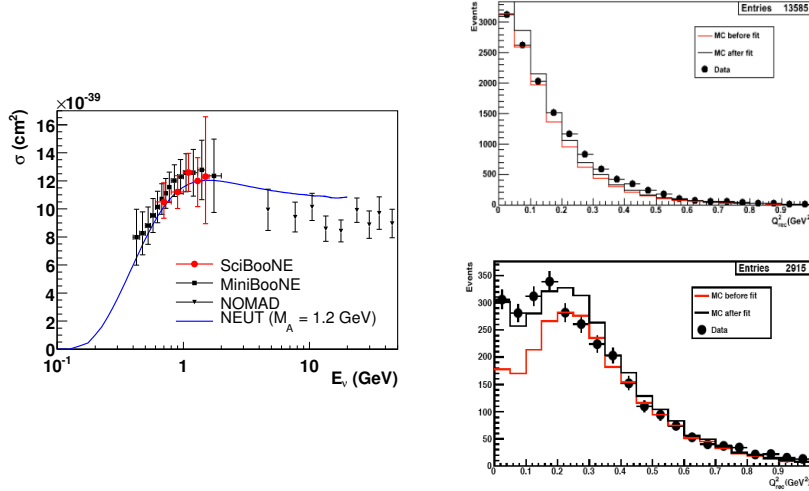 ×10⁻³⁹
σ (cm²)
16
14
12
10
8
6
4
2
0
SciBooNE
MiniBooNE
NOMAD
NEUT (M_A = 1.2 GeV)
10⁻¹ 1 10
E_ν (GeV)
Entries 13585
Events
3000
2500
2000
1500
1000
500
0
MC before fit
MC after fit
Data
0 0.1 0.2 0.3 0.4 0.5 0.6 0.7 0.8 0.9
Q²rec(GeV²
Entries 2915
Events
350
300
250
200
150
100
50
0
MC before fit
MC after fit
Data
0 0.1 0.2 0.3 0.4 0.5 0.6 0.7 0.8 0.9
Q²rec(GeV²